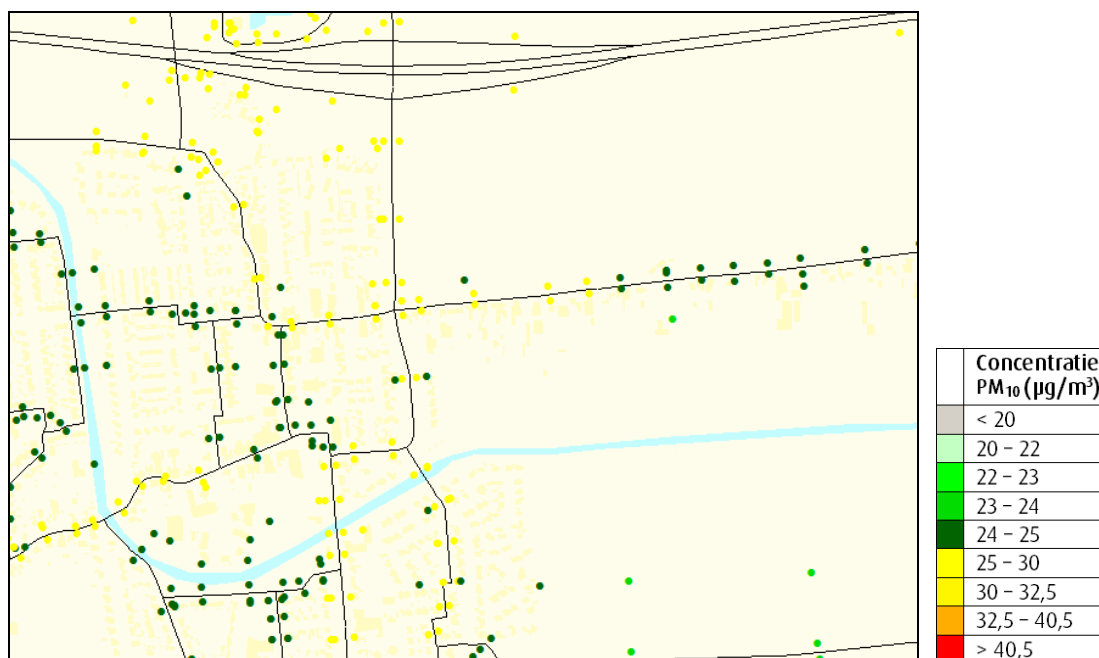 Concentratie
PM₁₀ (µg/m³)
< 20
20 – 22
22 – 23
23 – 24
24 – 25
25 – 30
30 – 32,5
32,5 – 40,5
> 40,5